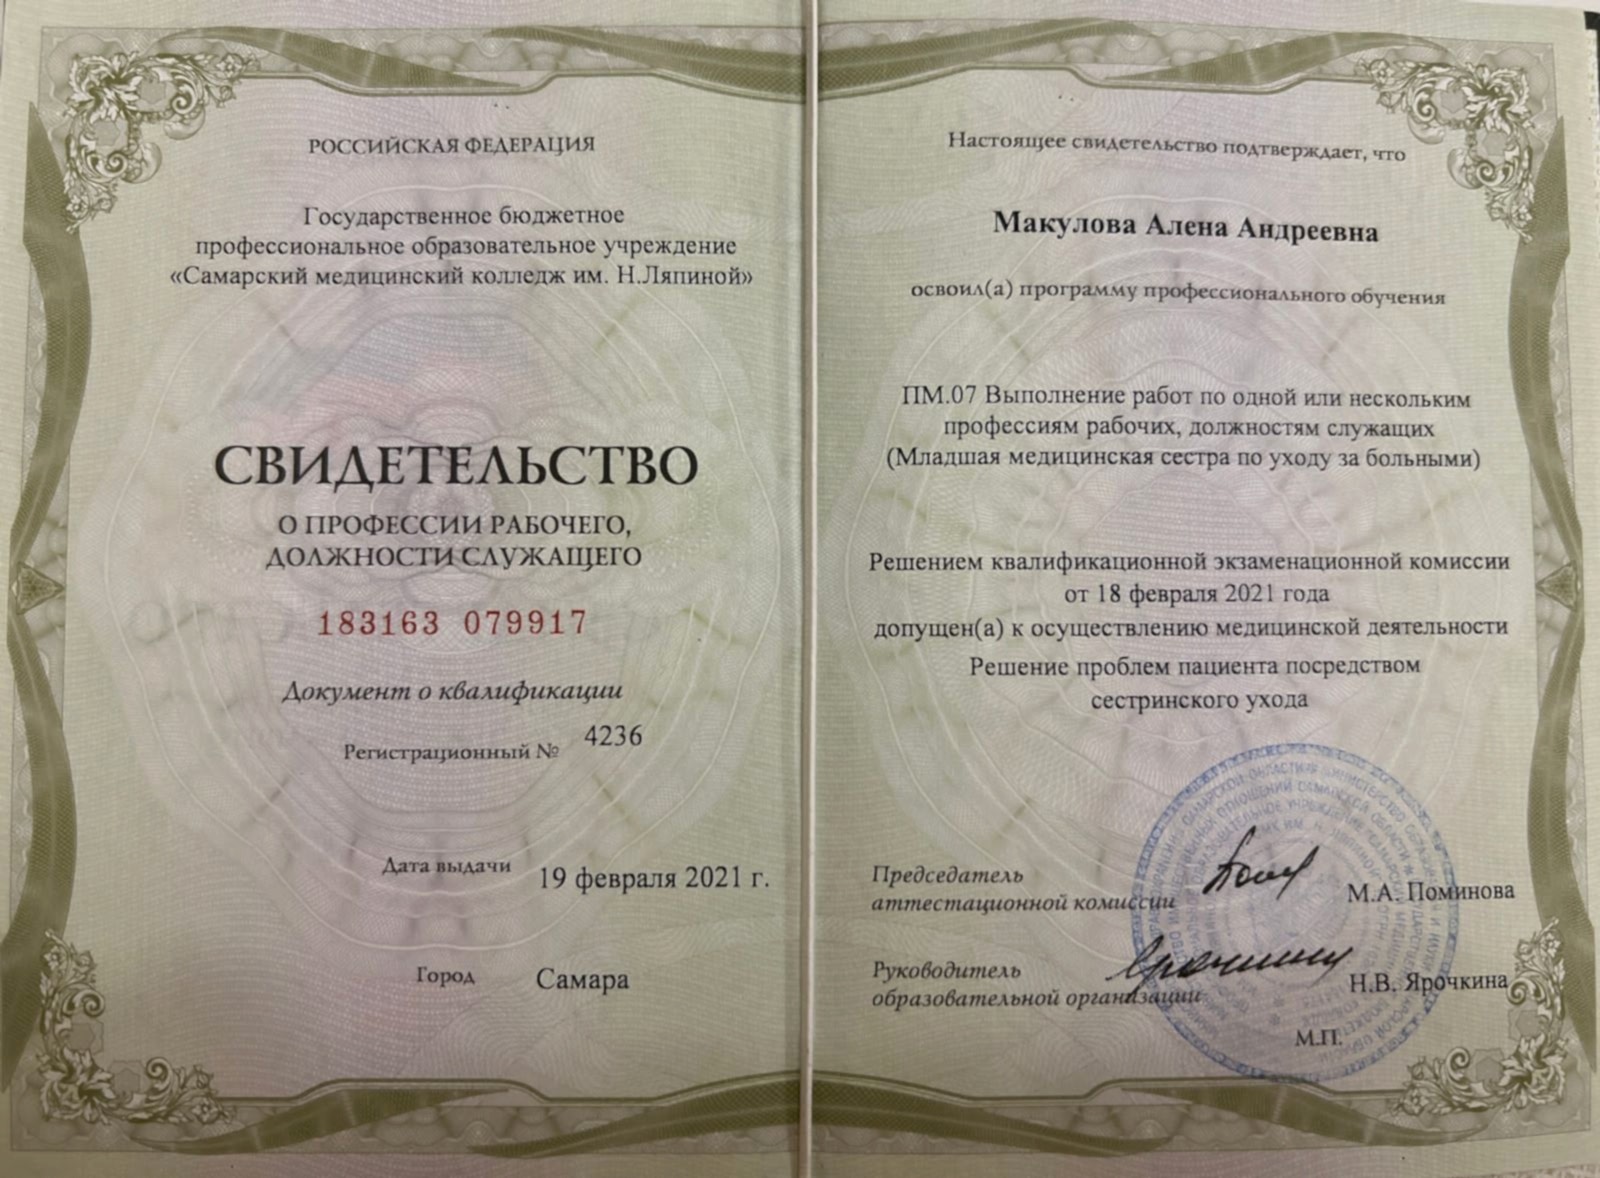 РОССИЙСКАЯ ФЕДЕРАЦИЯ
Государственное бюджетное
профессиональное образовательное учреждение
«Самарский медицинский колледж им. Н.Ляпиной»
СВИДЕТЕЛЬСТВО
О ПРОФЕССИИ РАБОЧЕГО,
ДОЛЖНОСТИ СЛУЖАЩЕГО
183163 079917
Документ о квалификации
Регистрационный № 4236
Дата выдачи 19 февраля 2021 г.
Город Самара
Настоящее свидетельство подтверждает, что
Макулова Алена Андреевна
освоил(а) программу профессионального обучения
ПМ.07 Выполнение работ по одной или нескольким
профессиям рабочих, должностям служащих
(Младшая медицинская сестра по уходу за больными)
Решением квалификационной экзаменационной комиссии
от 18 февраля 2021 года
допущен(а) к осуществлению медицинской деятельности
Решение проблем пациента посредством
сестринского ухода
Председатель
аттестационной комиссии М.А. Поминова
Руководитель
образовательной организации Н.В. Ярочкина
М.П.